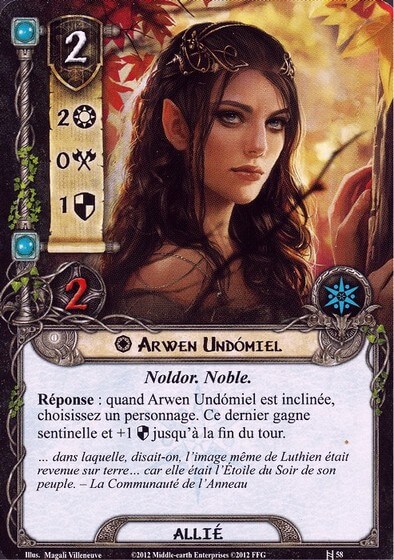 2
2
0
1
2
Arwen Undómiel
Noldor. Noble.
Réponse : quand Arwen Undómiel est inclinée,
choisissez un personnage. Ce dernier gagne
sentinelle et +1 jusqu'à la fin du tour.
... dans laquelle, disait-on, l'image même de Luthien était
revenue sur terre... car elle était l'Étoile du Soir de son
peuple. – La Communauté de l'Anneau
ALLIÉ
Illus. Magali Villeneuve ©2012 Middle-earth Enterprises ©2012 FFG 58